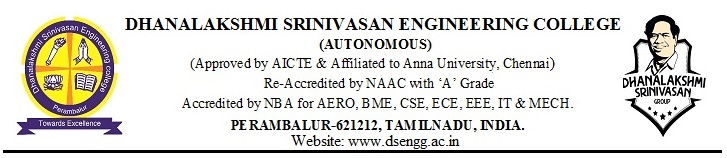 DHANALAKSHMI SRINIVASAN ENGINEERING COLLEGE
(AUTONOMOUS)
(Approved by AICTE & Affiliated to Anna University, Chennai)
Re-Accredited by NAAC with ‘A’ Grade
Accredited by NBA for AERO, BME, CSE, ECE, EEE, IT & MECH.
PERAMBALUR-621212, TAMILNADU, INDIA.
Website: www.dsengg.ac.in
Dhanalakshmi Srinivasan Engineering College
Perambalur
Towards Excellence
DHANALAKSHMI
SRINIVASAN
GROUP